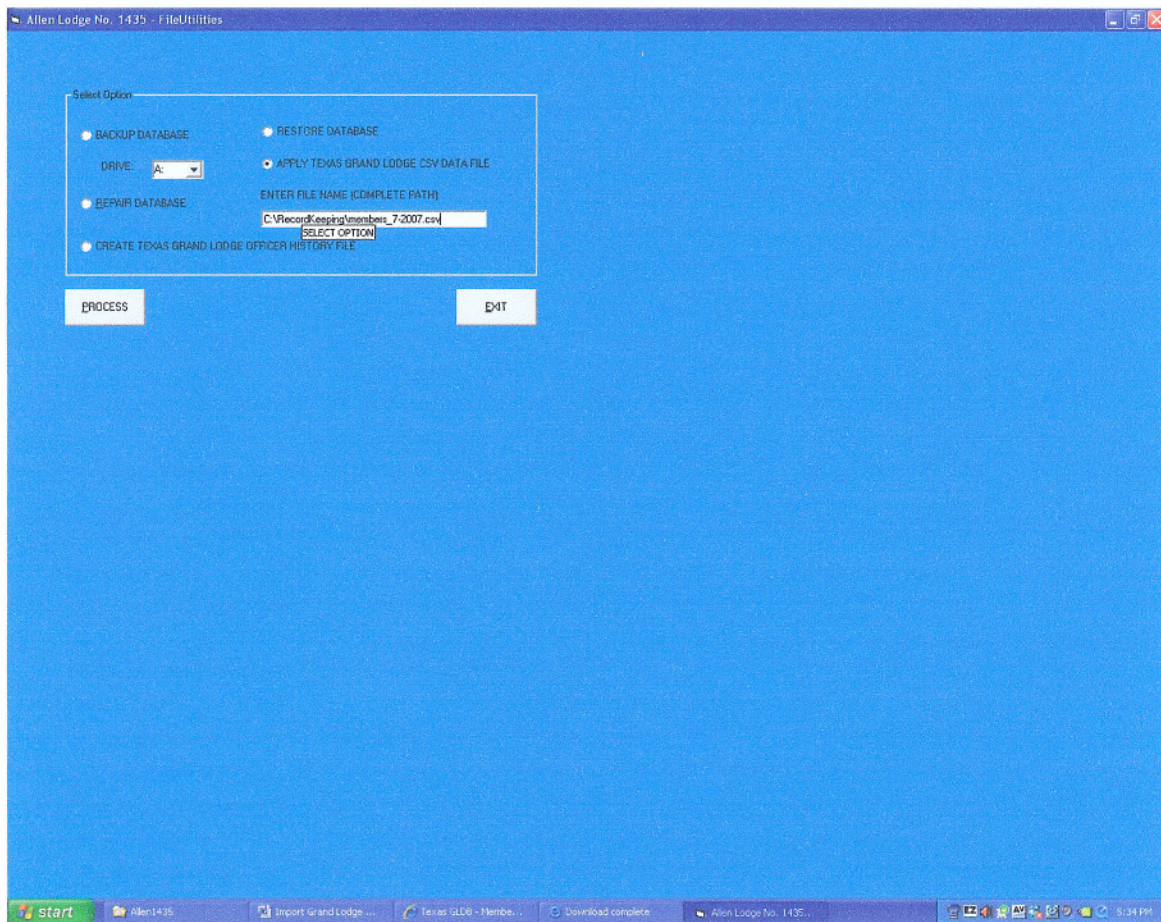 Allen Lodge No. 1435 - FileUtilities
Select Option
BACKUP DATABASE
RESTORE DATABASE
DRIVE:
A:
APPLY TEXAS GRAND LODGE CSV DATA FILE
REPAIR DATABASE
ENTER FILE NAME (COMPLETE PATH)
C:\RecordKeeping\members_7-2007.csv
SELECT OPTION
CREATE TEXAS GRAND LODGE OFFICER HISTORY FILE
PROCESS
EXIT
start
Allen1435
Import Grand Lodge ...
Texas GLDB - Membe...
Download complete
Allen Lodge No. 1435...
EZ
AV
5:34 PM